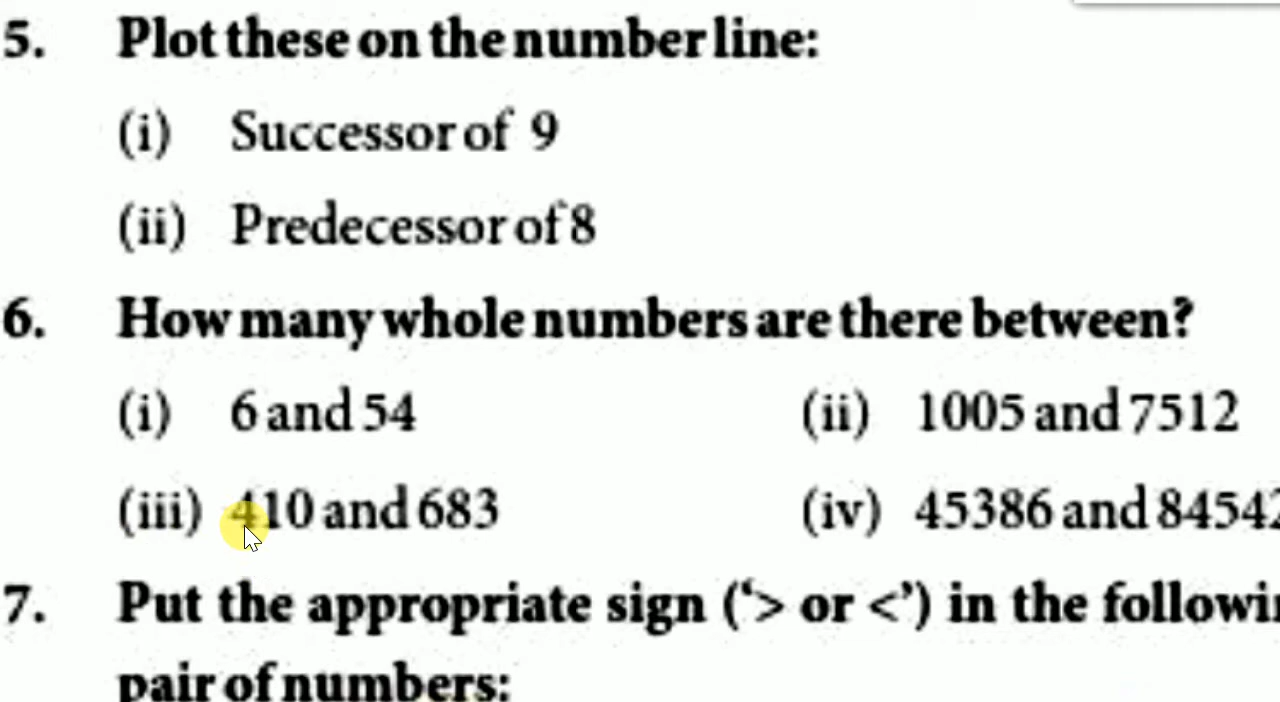 5. Plot these on the number line:
(i) Successor of 9
(ii) Predecessor of 8
6. How many whole numbers are there between?
(i) 6 and 54 (ii) 1005 and 7512
(iii) 410 and 683 (iv) 45386 and 84542
7. Put the appropriate sign (‘> or <’) in the followin
pair of numbers: